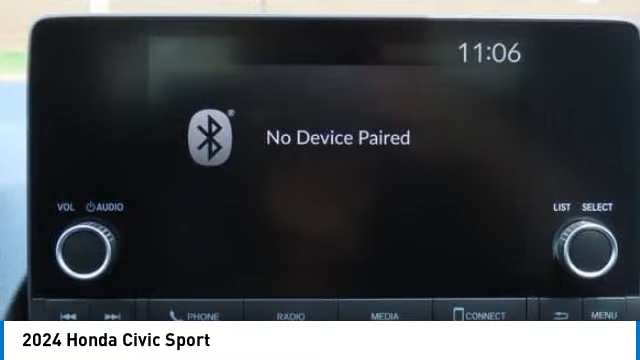 11:06
No Device Paired
VOL AUDIO
LIST SELECT
PHONE RADIO MEDIA CONNECT MENU
2024 Honda Civic Sport